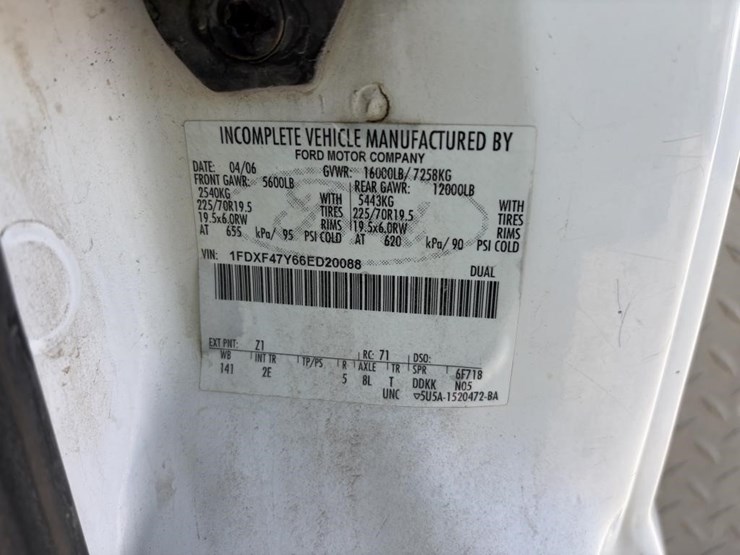 INCOMPLETE VEHICLE MANUFACTURED BY
FORD MOTOR COMPANY
DATE: 04/06 GVWR: 16000LB/7258KG
FRONT GAWR: 5600LB REAR GAWR: 12000LB
2540KG WITH 5443KG WITH
225/70R19.5 TIRES 225/70R19.5 TIRES
19.5x6.0RW RIMS 19.5x6.0RW RIMS
AT 655 kPa/ 95 PSI COLD AT 620 kPa/ 90 PSI COLD
VIN: 1FDXF47Y66ED20088 DUAL
EXT PNT: Z1 RC: 71 DSO:
WB INT TR TP/PS R AXLE TR SPR 6F718
141 2E 5 8L T DDKK N05
UNC ▽5U5A-1520472-BA